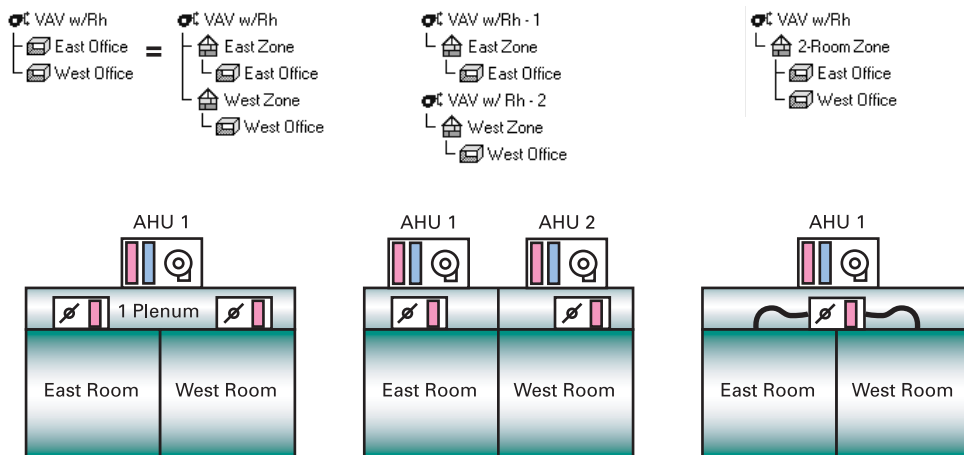 VAV w/Rh
East Office
West Office
=
VAV w/Rh
East Zone
East Office
West Zone
West Office
VAV w/Rh - 1
East Zone
East Office
VAV w/ Rh - 2
West Zone
West Office
VAV w/Rh
2-Room Zone
East Office
West Office
AHU 1
1 Plenum
East Room West Room
AHU 1 AHU 2
East Room West Room
AHU 1
East Room West Room